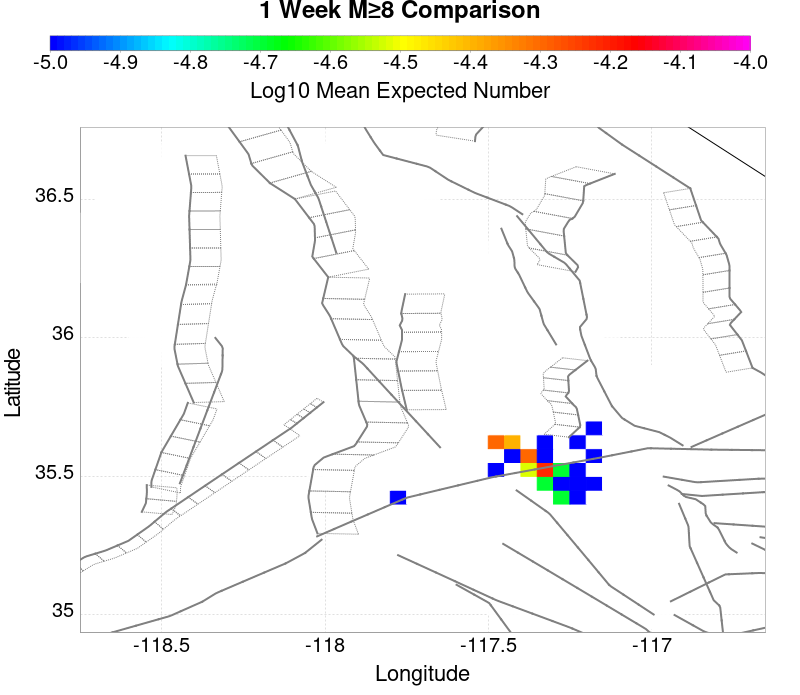 1 Week M≥8 Comparison
-5.0 -4.9 -4.8 -4.7 -4.6 -4.5 -4.4 -4.3 -4.2 -4.1 -4.0
Log10 Mean Expected Number
36.5
36
Latitude
35.5
35
-118.5 -118 -117.5 -117
Longitude